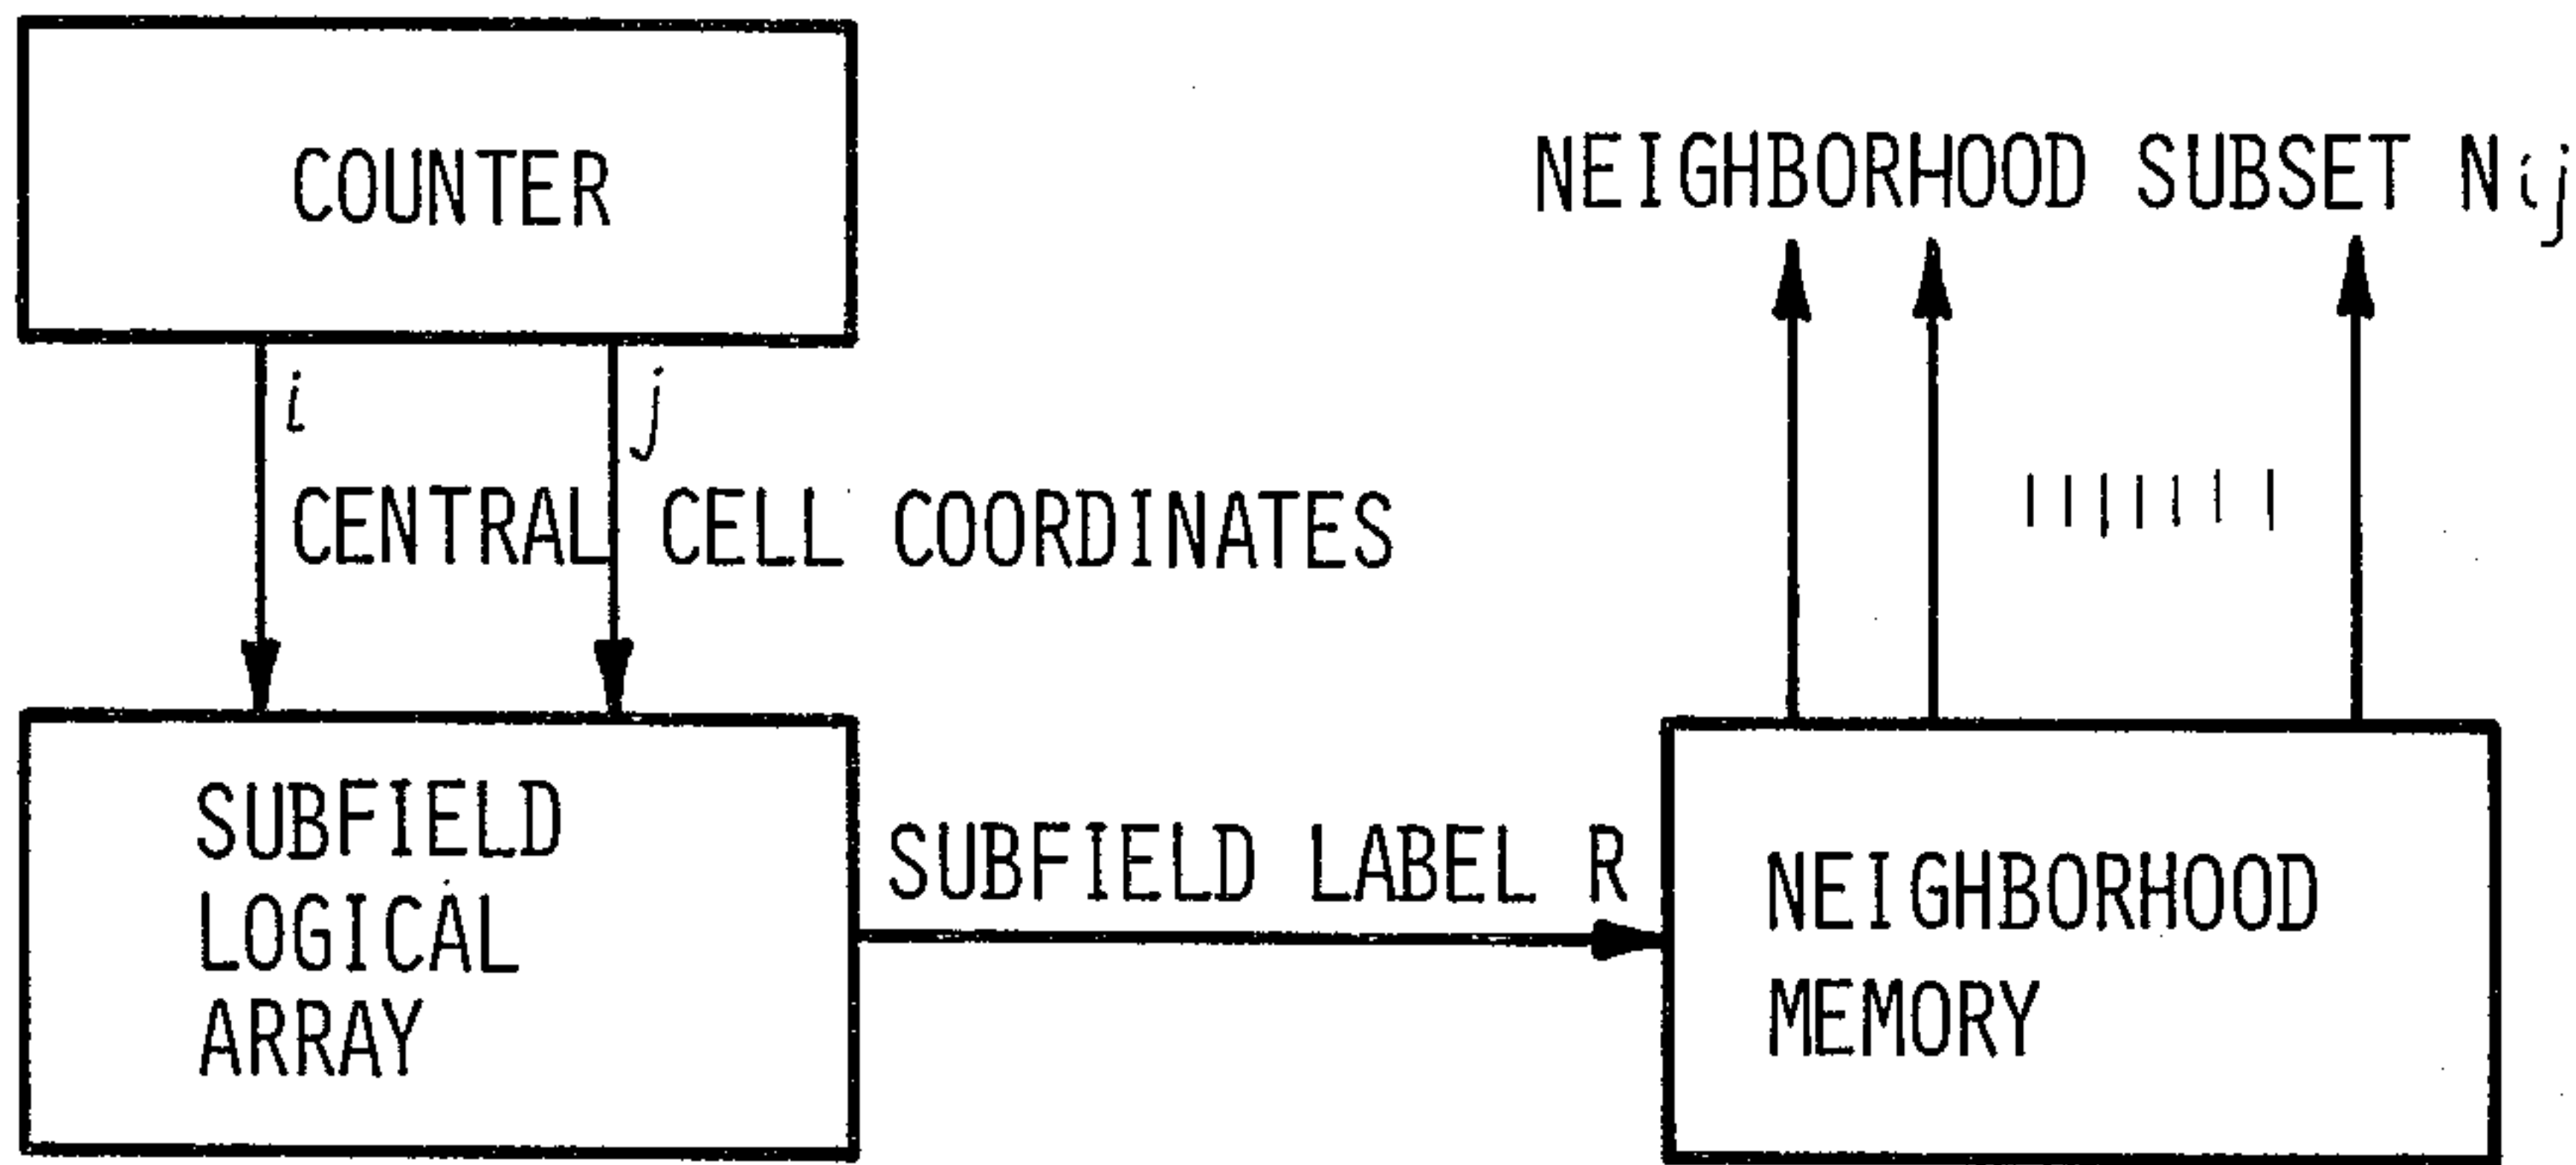 COUNTER
NEIGHBORHOOD SUBSET Nij
i
j
CENTRAL CELL COORDINATES
SUBFIELD
LOGICAL
ARRAY
SUBFIELD LABEL R
NEIGHBORHOOD
MEMORY